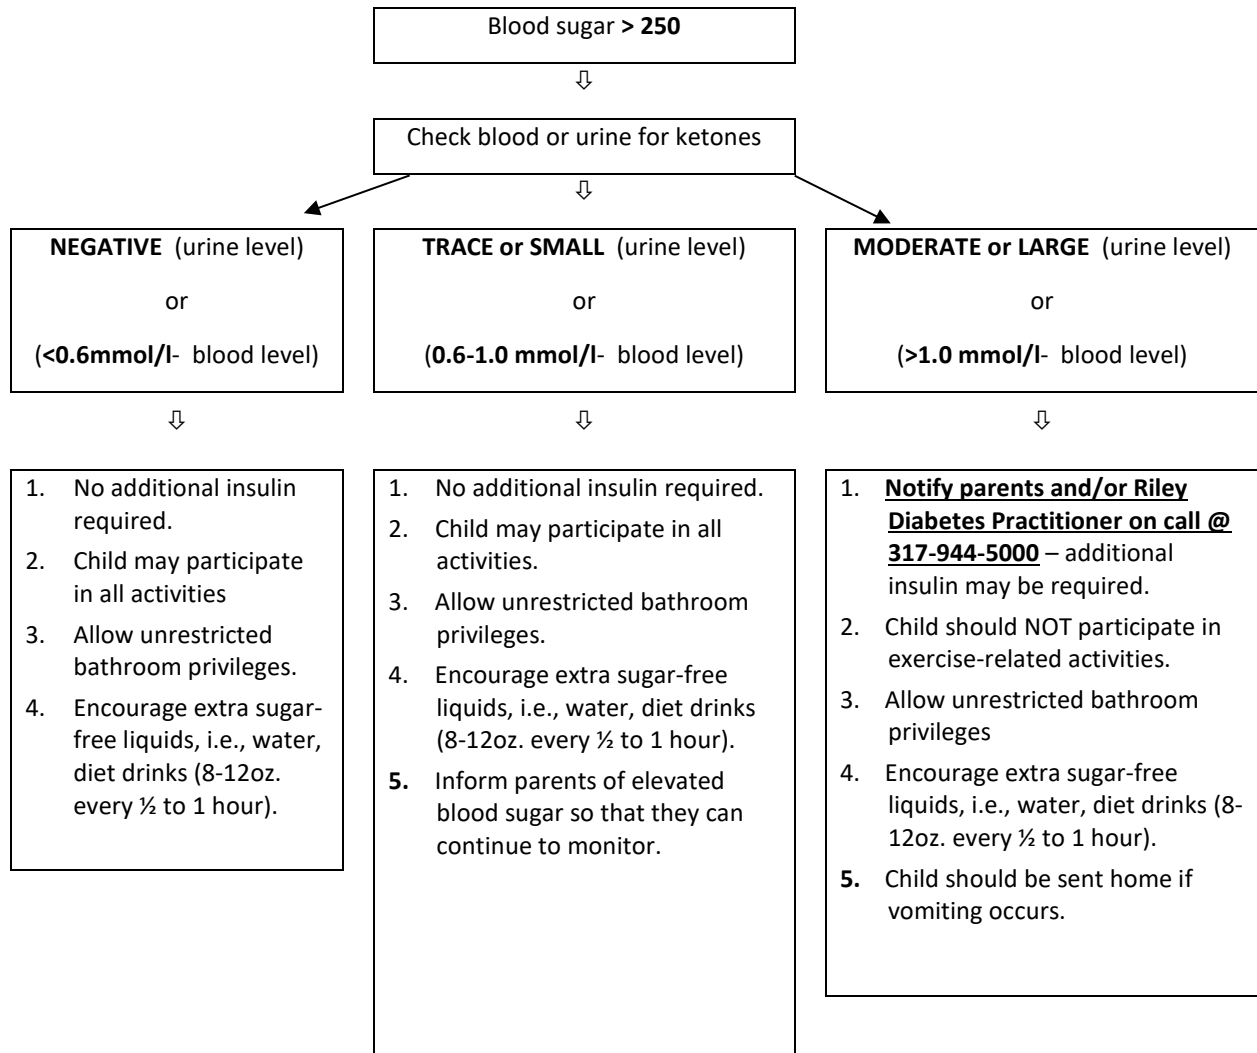 Blood sugar > 250
⇩
Check blood or urine for ketones
⇩
NEGATIVE (urine level)
or
(<0.6mmol/l- blood level)
⇩
1. No additional insulin
required.
2. Child may participate
in all activities
3. Allow unrestricted
bathroom privileges.
4. Encourage extra sugar-
free liquids, i.e., water,
diet drinks (8-12oz.
every ½ to 1 hour).
TRACE or SMALL (urine level)
or
(0.6-1.0 mmol/l- blood level)
⇩
1. No additional insulin required.
2. Child may participate in all
activities.
3. Allow unrestricted bathroom
privileges.
4. Encourage extra sugar-free
liquids, i.e., water, diet drinks
(8-12oz. every ½ to 1 hour).
5. Inform parents of elevated
blood sugar so that they can
continue to monitor.
MODERATE or LARGE (urine level)
or
(>1.0 mmol/l- blood level)
⇩
1. Notify parents and/or Riley
Diabetes Practitioner on call @
317-944-5000 – additional
insulin may be required.
2. Child should NOT participate in
exercise-related activities.
3. Allow unrestricted bathroom
privileges
4. Encourage extra sugar-free
liquids, i.e., water, diet drinks (8-
12oz. every ½ to 1 hour).
5. Child should be sent home if
vomiting occurs.